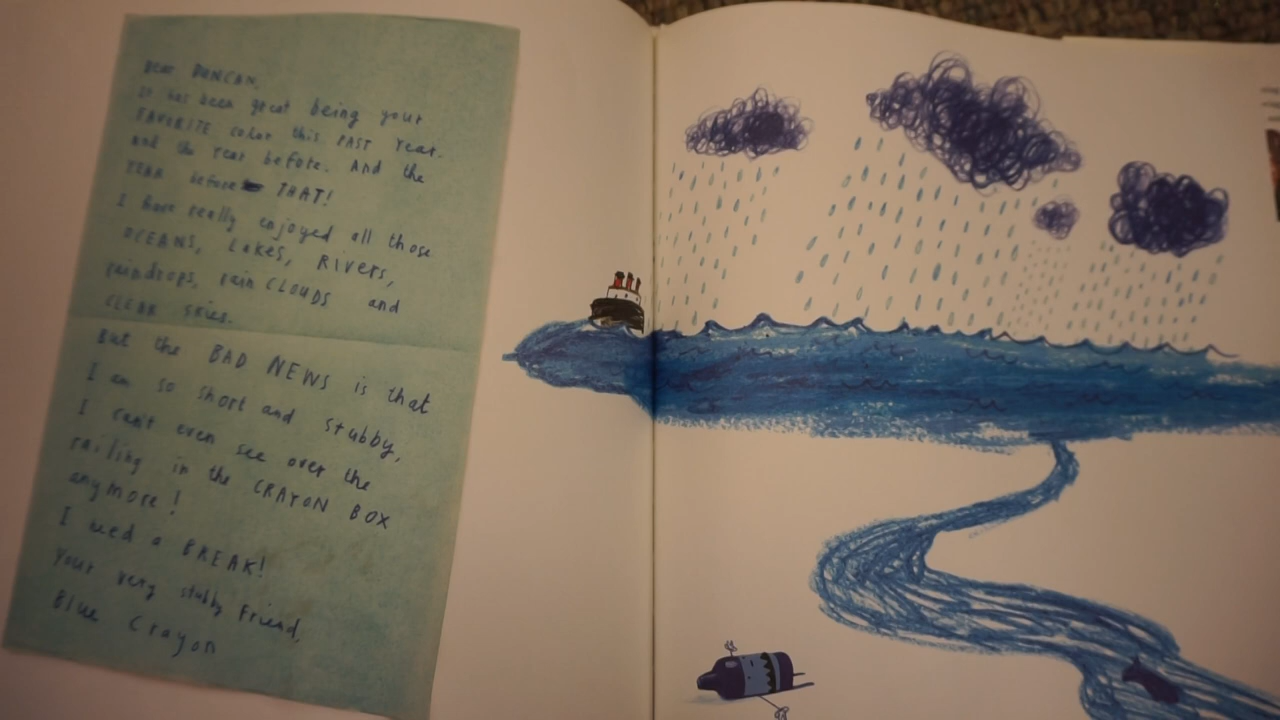 Dear DUNCAN,
It has been great being your
FAVORITE color this PAST year.
and the year before. And the
YEAR before THAT!
I have really enjoyed all those
OCEANS, Lakes, RIVERS,
raindrops, rain CLOUDS and
CLEAR skies.
But the BAD NEWS is that
I am so short and stubby,
I can't even see over the
railing in the CRAYON BOX
anymore!
I need a BREAK!
Your very stubby friend,
Blue Crayon